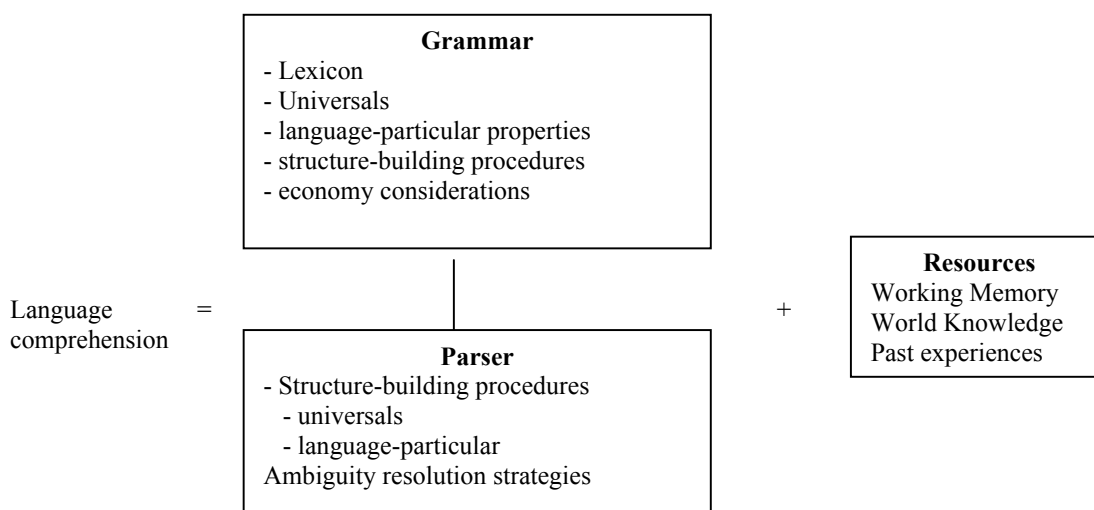 Grammar
- Lexicon
- Universals
- language-particular properties
- structure-building procedures
- economy considerations
Language
comprehension
=
+
Resources
Working Memory
World Knowledge
Past experiences
Parser
- Structure-building procedures
- universals
- language-particular
Ambiguity resolution strategies